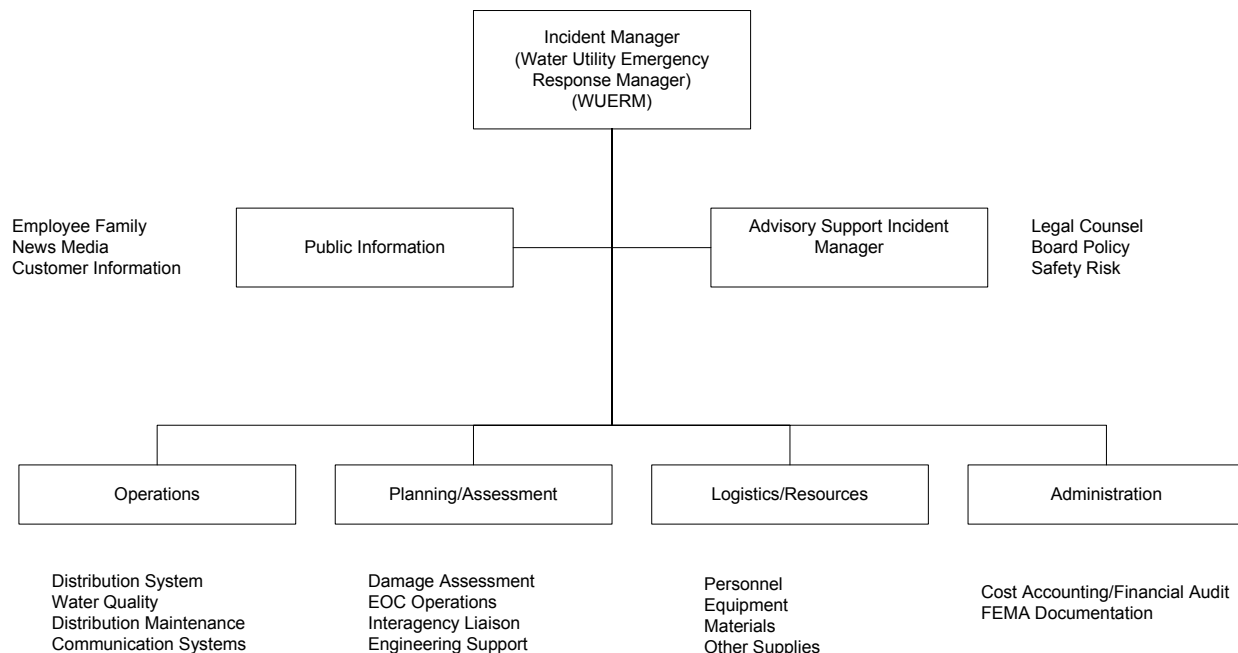 Incident Manager
(Water Utility Emergency
Response Manager)
(WUERM)
Employee Family
News Media
Customer Information
Public Information
Advisory Support Incident
Manager
Legal Counsel
Board Policy
Safety Risk
Operations
Planning/Assessment
Logistics/Resources
Administration
Distribution System
Water Quality
Distribution Maintenance
Communication Systems
Damage Assessment
EOC Operations
Interagency Liaison
Engineering Support
Personnel
Equipment
Materials
Other Supplies
Cost Accounting/Financial Audit
FEMA Documentation